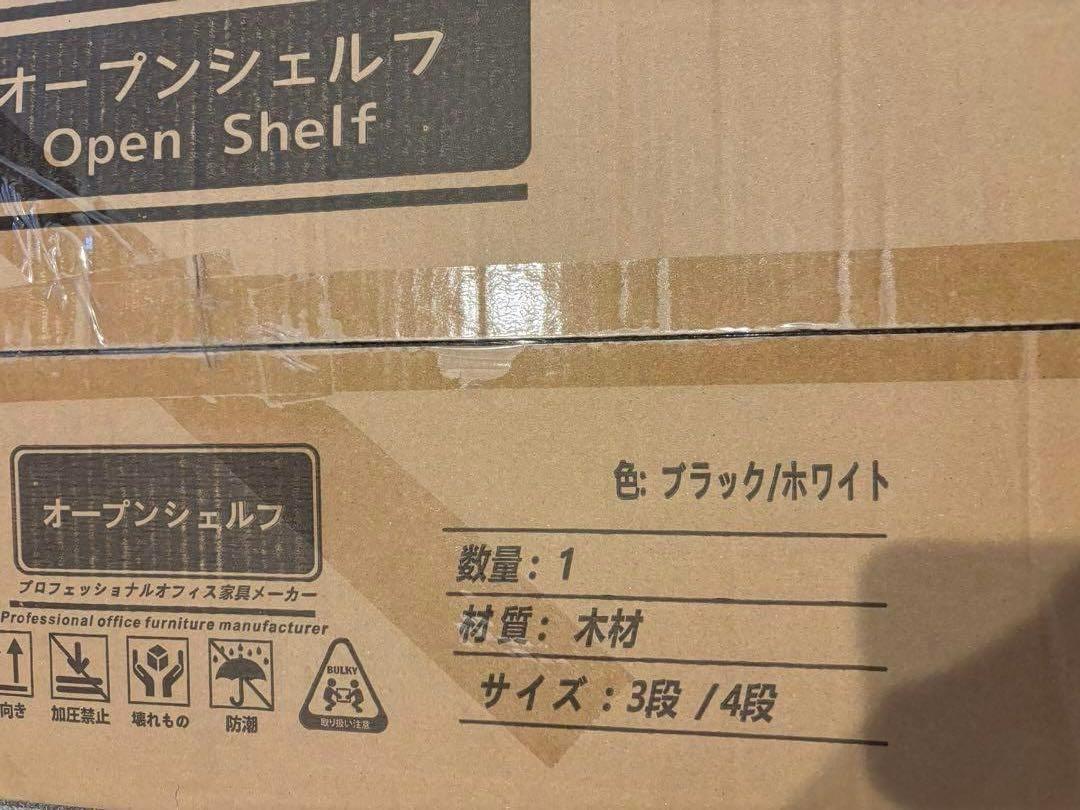 オープンシェルフ
Open Shelf
オープンシェルフ
プロフェッショナルオフィス家具メーカー
Professional office furniture manufacturer
向き
加圧禁止
壊れもの
防潮
BULKY
取り扱い注意
色: ブラック/ホワイト
数量: 1
材質: 木材
サイズ: 3段 /4段